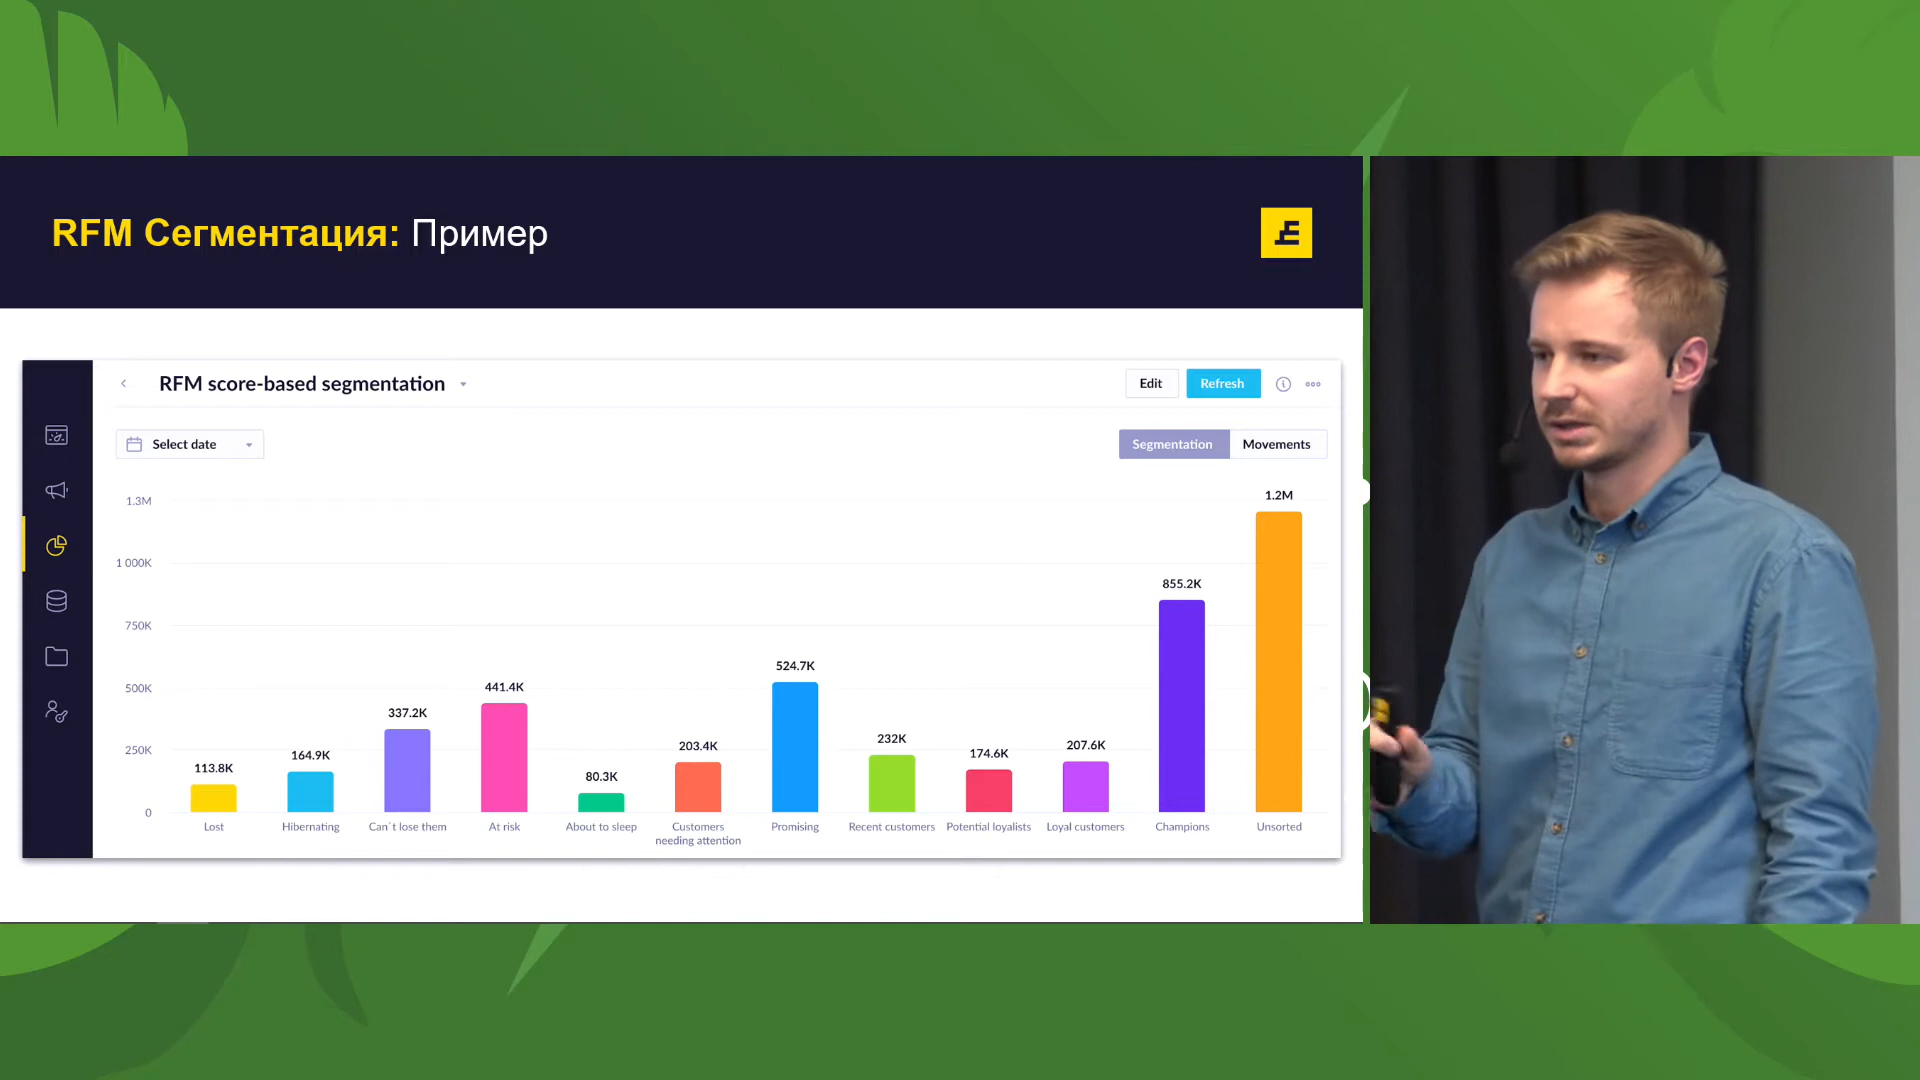 RFM Сегментация: Пример
RFM score-based segmentation
Edit
Refresh
Select date
Segmentation
Movements
1.3M
1 000K
750K
500K
250K
0
113.8K
164.9K
337.2K
441.4K
80.3K
203.4K
524.7K
232K
174.6K
207.6K
855.2K
1.2M
Lost
Hibernating
Can´t lose them
At risk
About to sleep
Customers
needing attention
Promising
Recent customers
Potential loyalists
Loyal customers
Champions
Unsorted